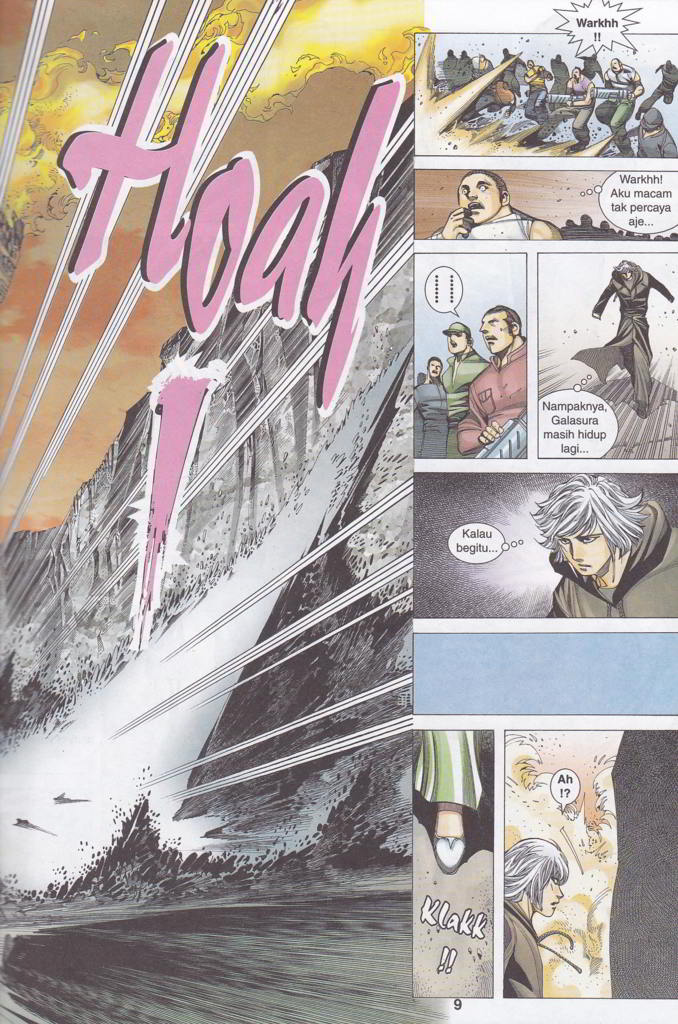 Hoah
!
Warkhh
!!
Warkhh!
Aku macam
tak percaya
aje...
Nampaknya,
Galasura
masih hidup
lagi...
Kalau
begitu...
Klakk
!!
Ah
!?
9